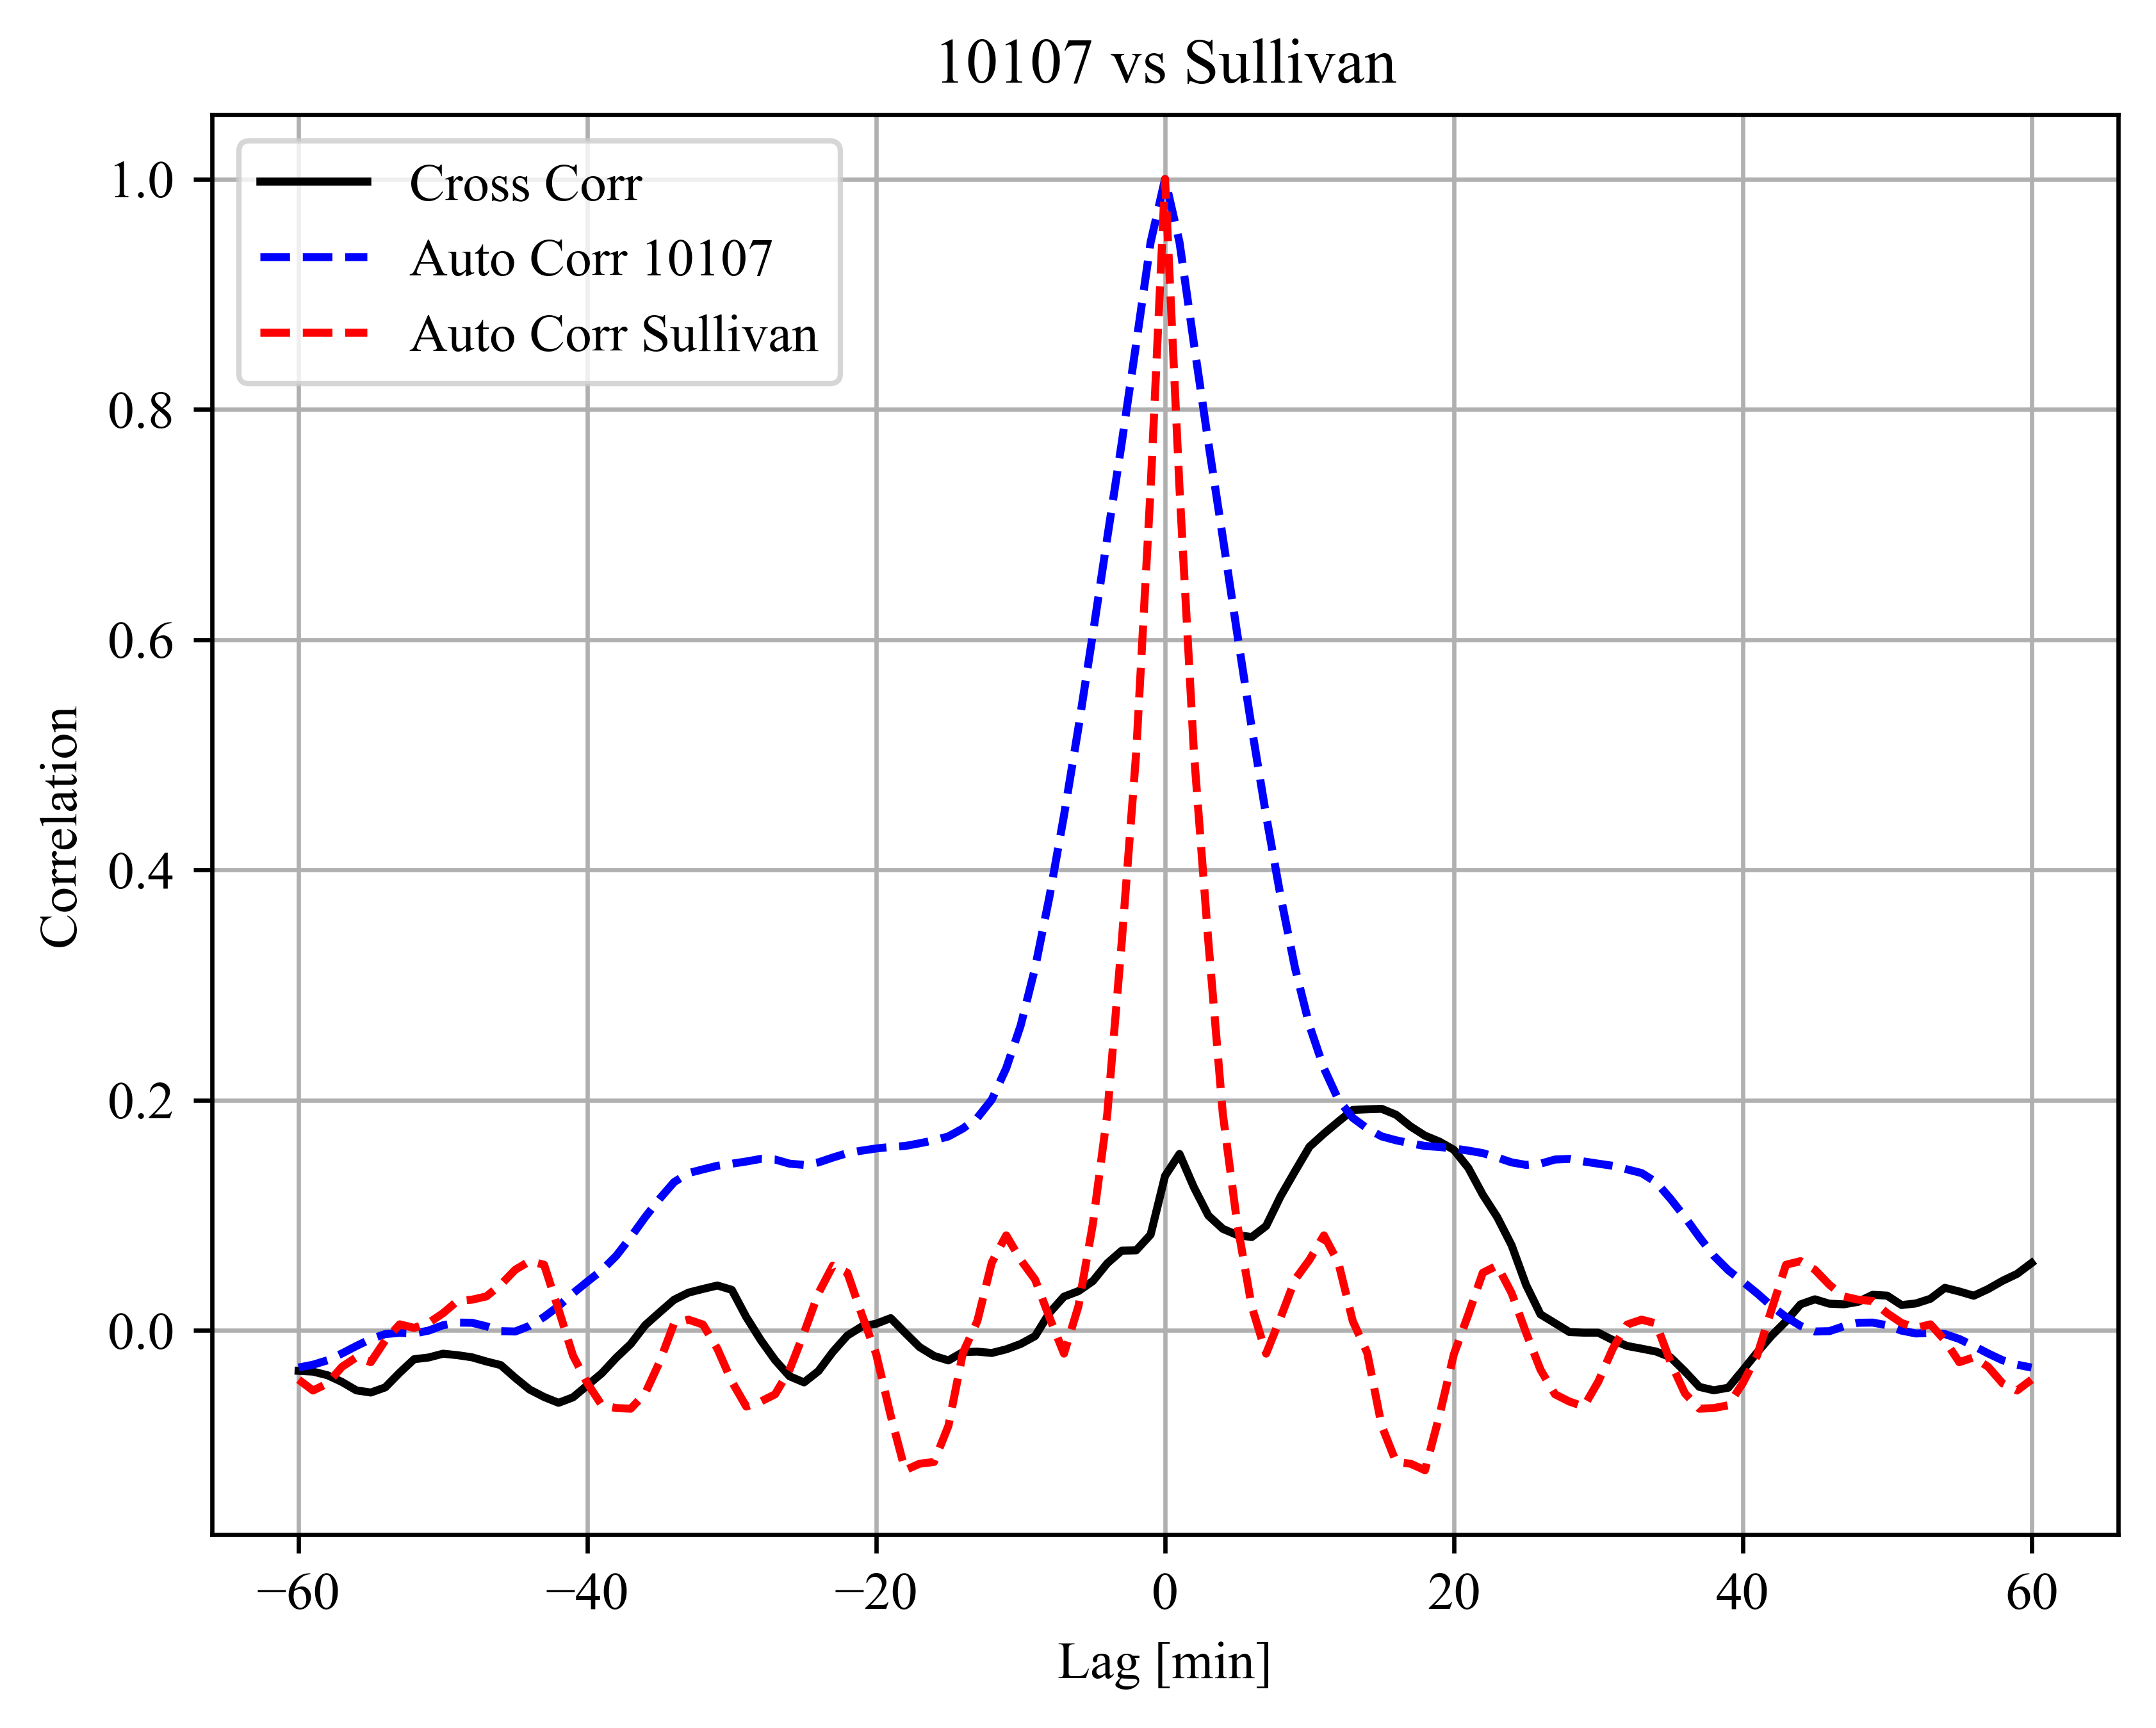 10107 vs Sullivan
Cross Corr
Auto Corr 10107
Auto Corr Sullivan
1.0
0.8
0.6
0.4
0.2
0.0
Correlation
−60
−40
−20
0
20
40
60
Lag [min]